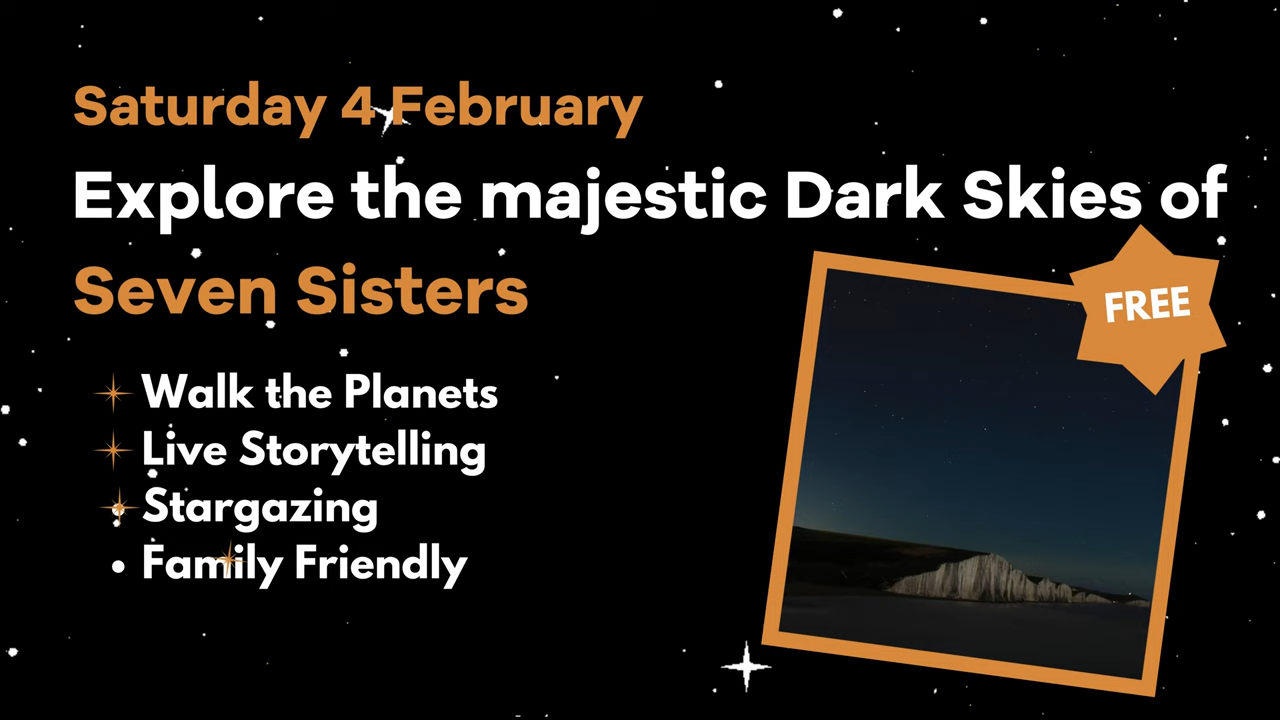 Saturday 4 February
Explore the majestic Dark Skies of
Seven Sisters
FREE
Walk the Planets
Live Storytelling
Stargazing
Family Friendly